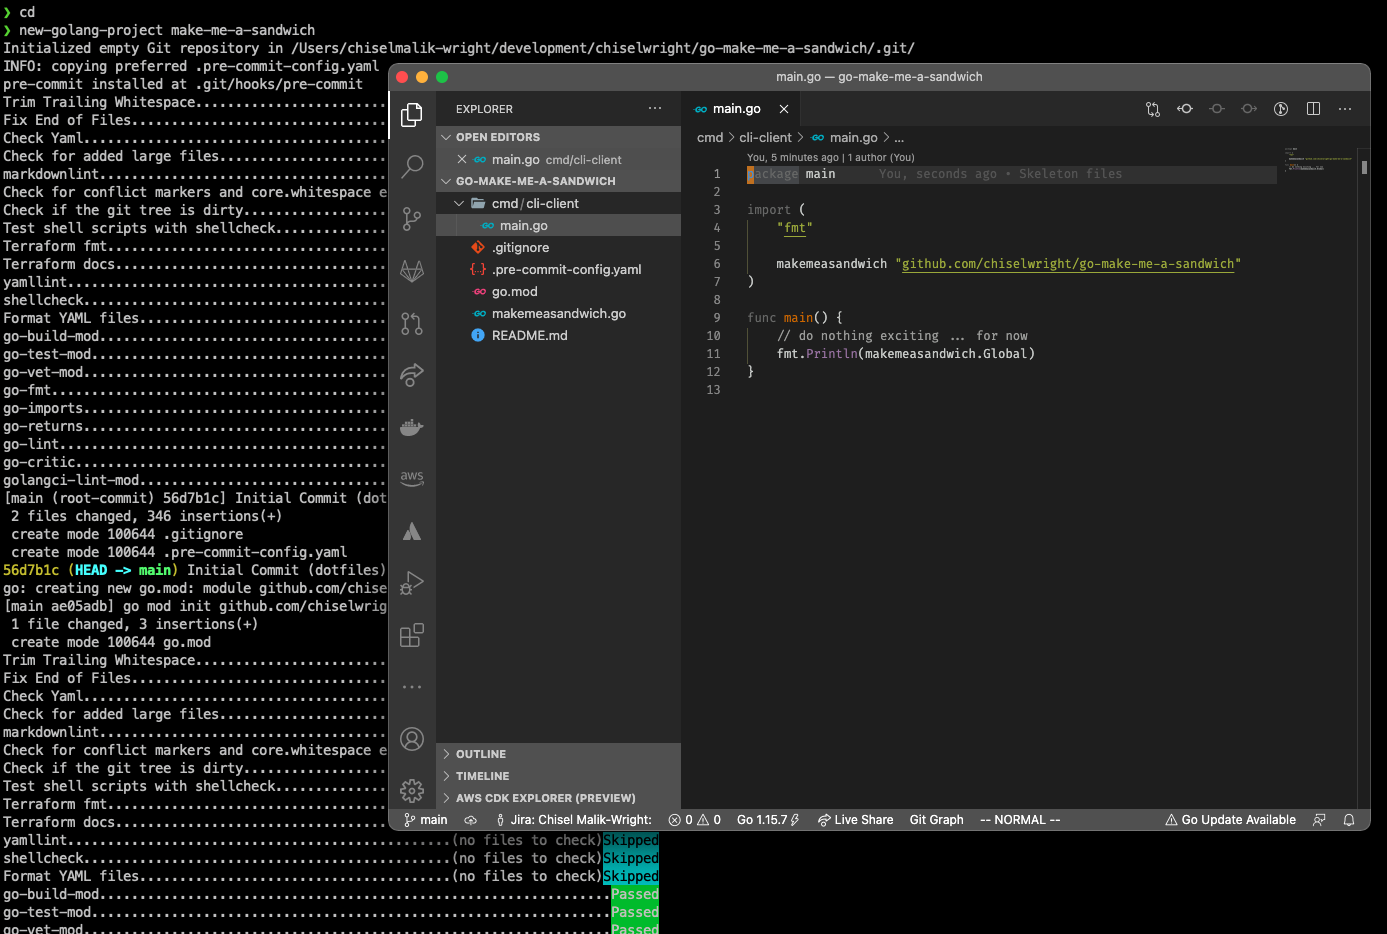 ❯ cd
❯ new-golang-project make-me-a-sandwich
Initialized empty Git repository in /Users/chiselmalik-wright/development/chiselwright/go-make-me-a-sandwich/.git/
INFO: copying preferred .pre-commit-config.yaml
pre-commit installed at .git/hooks/pre-commit
Trim Trailing Whitespace......................
Fix End of Files..............................
Check Yaml....................................
Check for added large files...................
markdownlint..................................
Check for conflict markers and core.whitespace e
Check if the git tree is dirty................
Test shell scripts with shellcheck............
Terraform fmt.................................
Terraform docs................................
yamllint......................................
shellcheck....................................
Format YAML files.............................
go-build-mod..................................
go-test-mod...................................
go-vet-mod....................................
go-fmt........................................
go-imports....................................
go-returns....................................
go-lint.......................................
go-critic.....................................
golangci-lint-mod.............................
[main (root-commit) 56d7b1c] Initial Commit (dot
2 files changed, 346 insertions(+)
create mode 100644 .gitignore
create mode 100644 .pre-commit-config.yaml
56d7b1c (HEAD -> main) Initial Commit (dotfiles)
go: creating new go.mod: module github.com/chise
[main ae05adb] go mod init github.com/chiselwrig
1 file changed, 3 insertions(+)
create mode 100644 go.mod
Trim Trailing Whitespace......................
Fix End of Files..............................
Check Yaml....................................
Check for added large files...................
markdownlint..................................
Check for conflict markers and core.whitespace e
Check if the git tree is dirty................
Test shell scripts with shellcheck............
Terraform fmt.................................
Terraform docs................................
yamllint................................................(no files to check)Skipped
shellcheck..............................................(no files to check)Skipped
Format YAML files.......................................(no files to check)Skipped
go-build-mod................................................................Passed
go-test-mod.................................................................Passed
go-vet-mod..................................................................Passed
main.go — go-make-me-a-sandwich
EXPLORER ...
OPEN EDITORS
main.go cmd/cli-client
GO-MAKE-ME-A-SANDWICH
cmd/cli-client
main.go
.gitignore
.pre-commit-config.yaml
go.mod
makemeasandwich.go
README.md
aws
OUTLINE
TIMELINE
AWS CDK EXPLORER (PREVIEW)
main.go
cmd > cli-client > main.go > ...
You, 5 minutes ago | 1 author (You)
1 package main You, seconds ago • Skeleton files
2
3 import (
4 "fmt"
5
6 makemeasandwich "github.com/chiselwright/go-make-me-a-sandwich"
7 )
8
9 func main() {
10 // do nothing exciting ... for now
11 fmt.Println(makemeasandwich.Global)
12 }
13
main Jira: Chisel Malik-Wright: 0 0 Go 1.15.7 Live Share Git Graph -- NORMAL -- Go Update Available